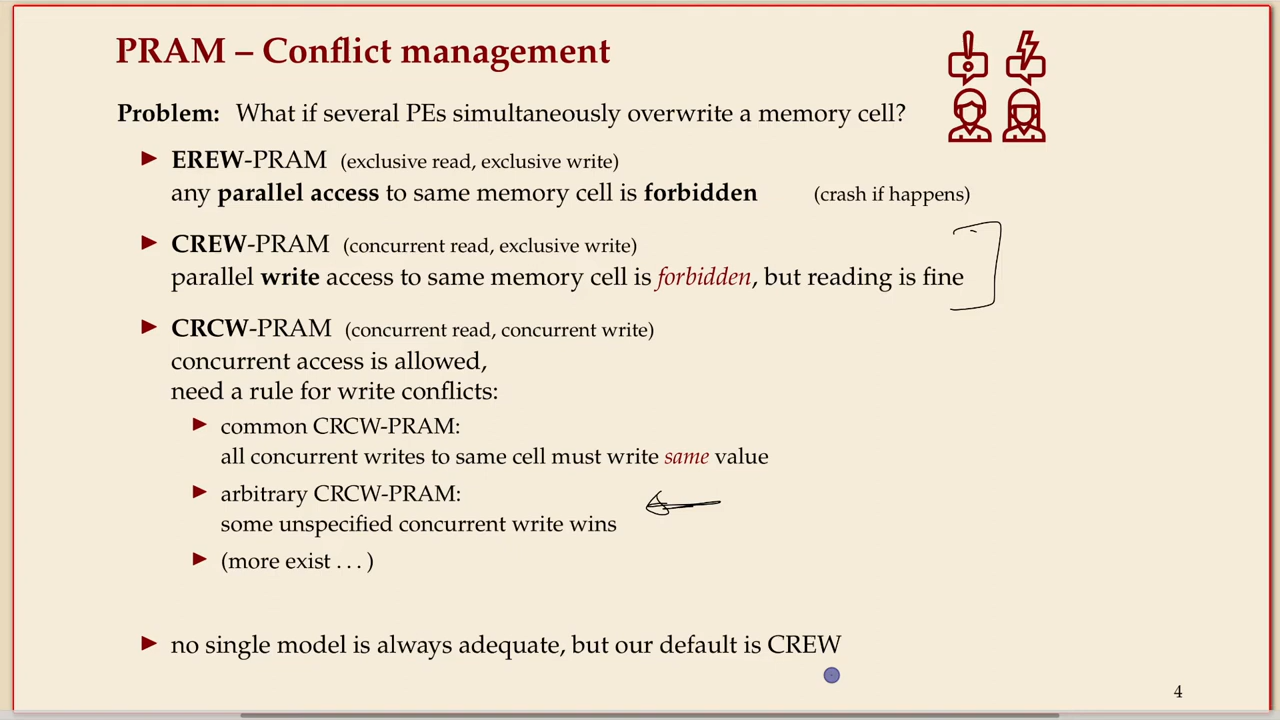 PRAM – Conflict management
Problem: What if several PEs simultaneously overwrite a memory cell?
▶ EREW-PRAM (exclusive read, exclusive write)
any parallel access to same memory cell is forbidden (crash if happens)
▶ CREW-PRAM (concurrent read, exclusive write)
parallel write access to same memory cell is forbidden, but reading is fine
▶ CRCW-PRAM (concurrent read, concurrent write)
concurrent access is allowed,
need a rule for write conflicts:
▶ common CRCW-PRAM:
all concurrent writes to same cell must write same value
▶ arbitrary CRCW-PRAM:
some unspecified concurrent write wins
▶ (more exist . . . )
▶ no single model is always adequate, but our default is CREW
4